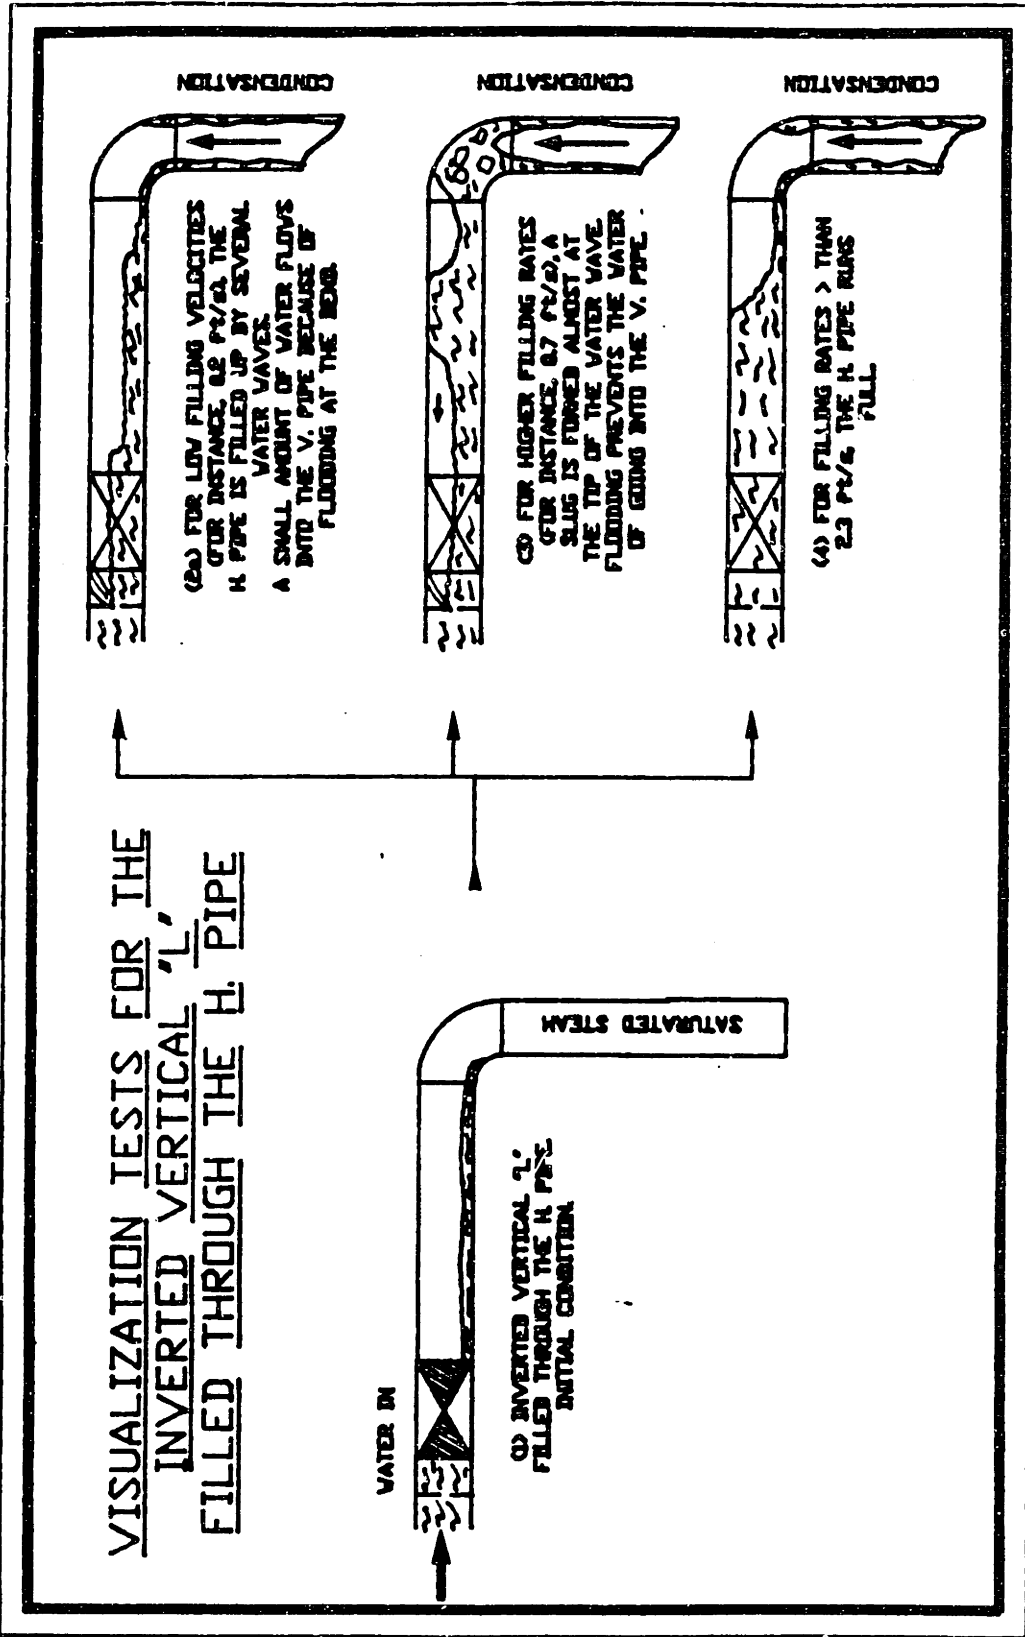 VISUALIZATION TESTS FOR THE
INVERTED VERTICAL "L"
FILLED THROUGH THE H. PIPE
WATER IN
SATURATED STEAM
(1) INVERTED VERTICAL "L"
FILLED THROUGH THE H. PIPE.
INITIAL CONDITION.
CONDENSATION
(2a) FOR LOW FILLING VELOCITIES
(FOR INSTANCE, 0.2 ft/s), THE
H. PIPE IS FILLED UP BY SEVERAL
WATER WAVES.
A SMALL AMOUNT OF WATER FLOWS
INTO THE V. PIPE BECAUSE OF
FLOODING AT THE BEND.
CONDENSATION
(3) FOR HIGHER FILLING RATES
(FOR INSTANCE, 0.7 ft/s), A
SLUG IS FORMED ALMOST AT
THE TIP OF THE WATER WAVE.
FLOODING PREVENTS THE WATER
OF GOING INTO THE V. PIPE.
CONDENSATION
(4) FOR FILLING RATES > THAN
2.3 ft/s, THE H. PIPE RUNS
FULL.